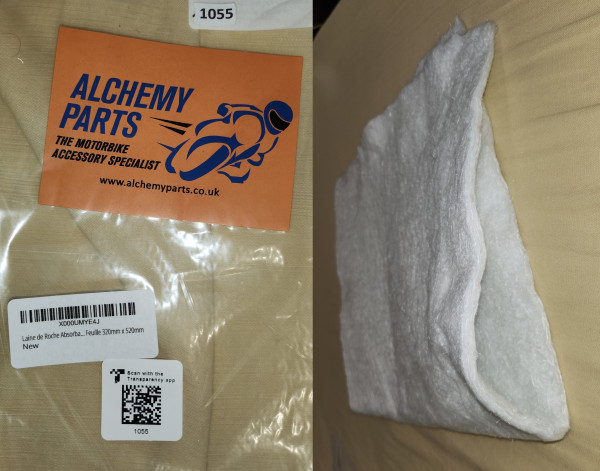 1055
ALCHEMY
PARTS
THE MOTORBIKE
ACCESSORY SPECIALIST
www.alchemyparts.co.uk
X000UMYE4J
Laine de Roche Absorba... Feuille 320mm x 520mm
New
Scan with the
Transparency app
1055